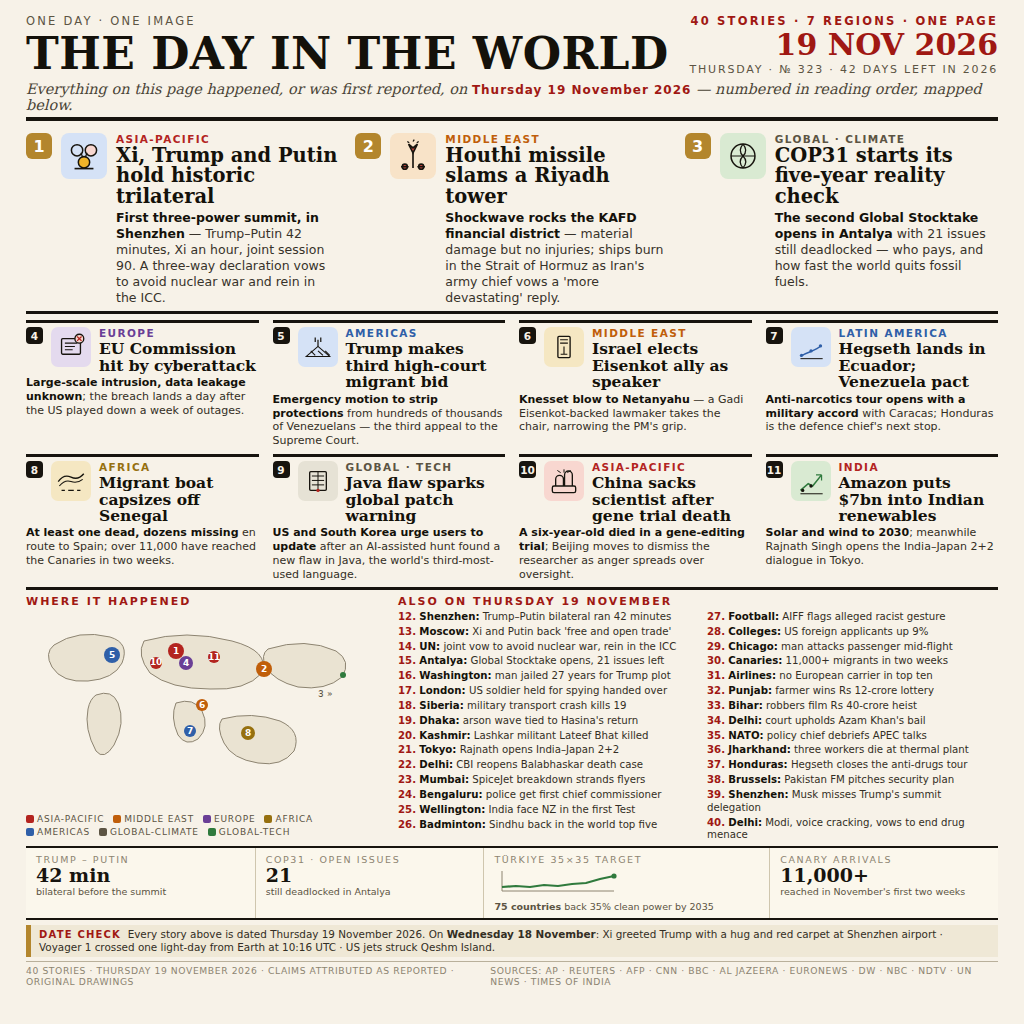 ONE DAY · ONE IMAGE
40 STORIES · 7 REGIONS · ONE PAGE
THE DAY IN THE WORLD
19 NOV 2026
THURSDAY · № 323 · 42 DAYS LEFT IN 2026
Everything on this page happened, or was first reported, on Thursday 19 November 2026 — numbered in reading order, mapped
below.
1
ASIA-PACIFIC
Xi, Trump and Putin
hold historic
trilateral
First three-power summit, in
Shenzhen — Trump–Putin 42
minutes, Xi an hour, joint session
90. A three-way declaration vows
to avoid nuclear war and rein in
the ICC.
2
MIDDLE EAST
Houthi missile
slams a Riyadh
tower
Shockwave rocks the KAFD
financial district — material
damage but no injuries; ships burn
in the Strait of Hormuz as Iran's
army chief vows a 'more
devastating' reply.
3
GLOBAL · CLIMATE
COP31 starts its
five-year reality
check
The second Global Stocktake
opens in Antalya with 21 issues
still deadlocked — who pays, and
how fast the world quits fossil
fuels.
4
EUROPE
EU Commission
hit by cyberattack
Large-scale intrusion, data leakage
unknown; the breach lands a day after
the US played down a week of outages.
5
AMERICAS
Trump makes
third high-court
migrant bid
Emergency motion to strip
protections from hundreds of thousands
of Venezuelans — the third appeal to the
Supreme Court.
6
MIDDLE EAST
Israel elects
Eisenkot ally as
speaker
Knesset blow to Netanyahu — a Gadi
Eisenkot-backed lawmaker takes the
chair, narrowing the PM's grip.
7
LATIN AMERICA
Hegseth lands in
Ecuador;
Venezuela pact
Anti-narcotics tour opens with a
military accord with Caracas; Honduras
is the defence chief's next stop.
8
AFRICA
Migrant boat
capsizes off
Senegal
At least one dead, dozens missing en
route to Spain; over 11,000 have reached
the Canaries in two weeks.
9
GLOBAL · TECH
Java flaw sparks
global patch
warning
US and South Korea urge users to
update after an AI-assisted hunt found a
new flaw in Java, the world's third-most-
used language.
10
ASIA-PACIFIC
China sacks
scientist after
gene trial death
A six-year-old died in a gene-editing
trial; Beijing moves to dismiss the
researcher as anger spreads over
oversight.
11
INDIA
Amazon puts
$7bn into Indian
renewables
Solar and wind to 2030; meanwhile
Rajnath Singh opens the India–Japan 2+2
dialogue in Tokyo.
WHERE IT HAPPENED
5
1
10
4
11
2
3 »
6
7
8
ASIA-PACIFIC MIDDLE EAST EUROPE AFRICA
AMERICAS GLOBAL-CLIMATE GLOBAL-TECH
ALSO ON THURSDAY 19 NOVEMBER
12. Shenzhen: Trump–Putin bilateral ran 42 minutes
13. Moscow: Xi and Putin back 'free and open trade'
14. UN: joint vow to avoid nuclear war, rein in the ICC
15. Antalya: Global Stocktake opens, 21 issues left
16. Washington: man jailed 27 years for Trump plot
17. London: US soldier held for spying handed over
18. Siberia: military transport crash kills 19
19. Dhaka: arson wave tied to Hasina's return
20. Kashmir: Lashkar militant Lateef Bhat killed
21. Tokyo: Rajnath opens India–Japan 2+2
22. Delhi: CBI reopens Balabhaskar death case
23. Mumbai: SpiceJet breakdown strands flyers
24. Bengaluru: police get first chief commissioner
25. Wellington: India face NZ in the first Test
26. Badminton: Sindhu back in the world top five
27. Football: AIFF flags alleged racist gesture
28. Colleges: US foreign applicants up 9%
29. Chicago: man attacks passenger mid-flight
30. Canaries: 11,000+ migrants in two weeks
31. Airlines: no European carrier in top ten
32. Punjab: farmer wins Rs 12-crore lottery
33. Bihar: robbers film Rs 40-crore heist
34. Delhi: court upholds Azam Khan's bail
35. NATO: policy chief debriefs APEC talks
36. Jharkhand: three workers die at thermal plant
37. Honduras: Hegseth closes the anti-drugs tour
38. Brussels: Pakistan FM pitches security plan
39. Shenzhen: Musk misses Trump's summit
delegation
40. Delhi: Modi, voice cracking, vows to end drug
menace
TRUMP – PUTIN
42 min
bilateral before the summit
COP31 · OPEN ISSUES
21
still deadlocked in Antalya
TÜRKIYE 35×35 TARGET
75 countries back 35% clean power by 2035
CANARY ARRIVALS
11,000+
reached in November's first two weeks
DATE CHECK Every story above is dated Thursday 19 November 2026. On Wednesday 18 November: Xi greeted Trump with a hug and red carpet at Shenzhen airport ·
Voyager 1 crossed one light-day from Earth at 10:16 UTC · US jets struck Qeshm Island.
40 STORIES · THURSDAY 19 NOVEMBER 2026 · CLAIMS ATTRIBUTED AS REPORTED ·
ORIGINAL DRAWINGS
SOURCES: AP · REUTERS · AFP · CNN · BBC · AL JAZEERA · EURONEWS · DW · NBC · NDTV · UN
NEWS · TIMES OF INDIA